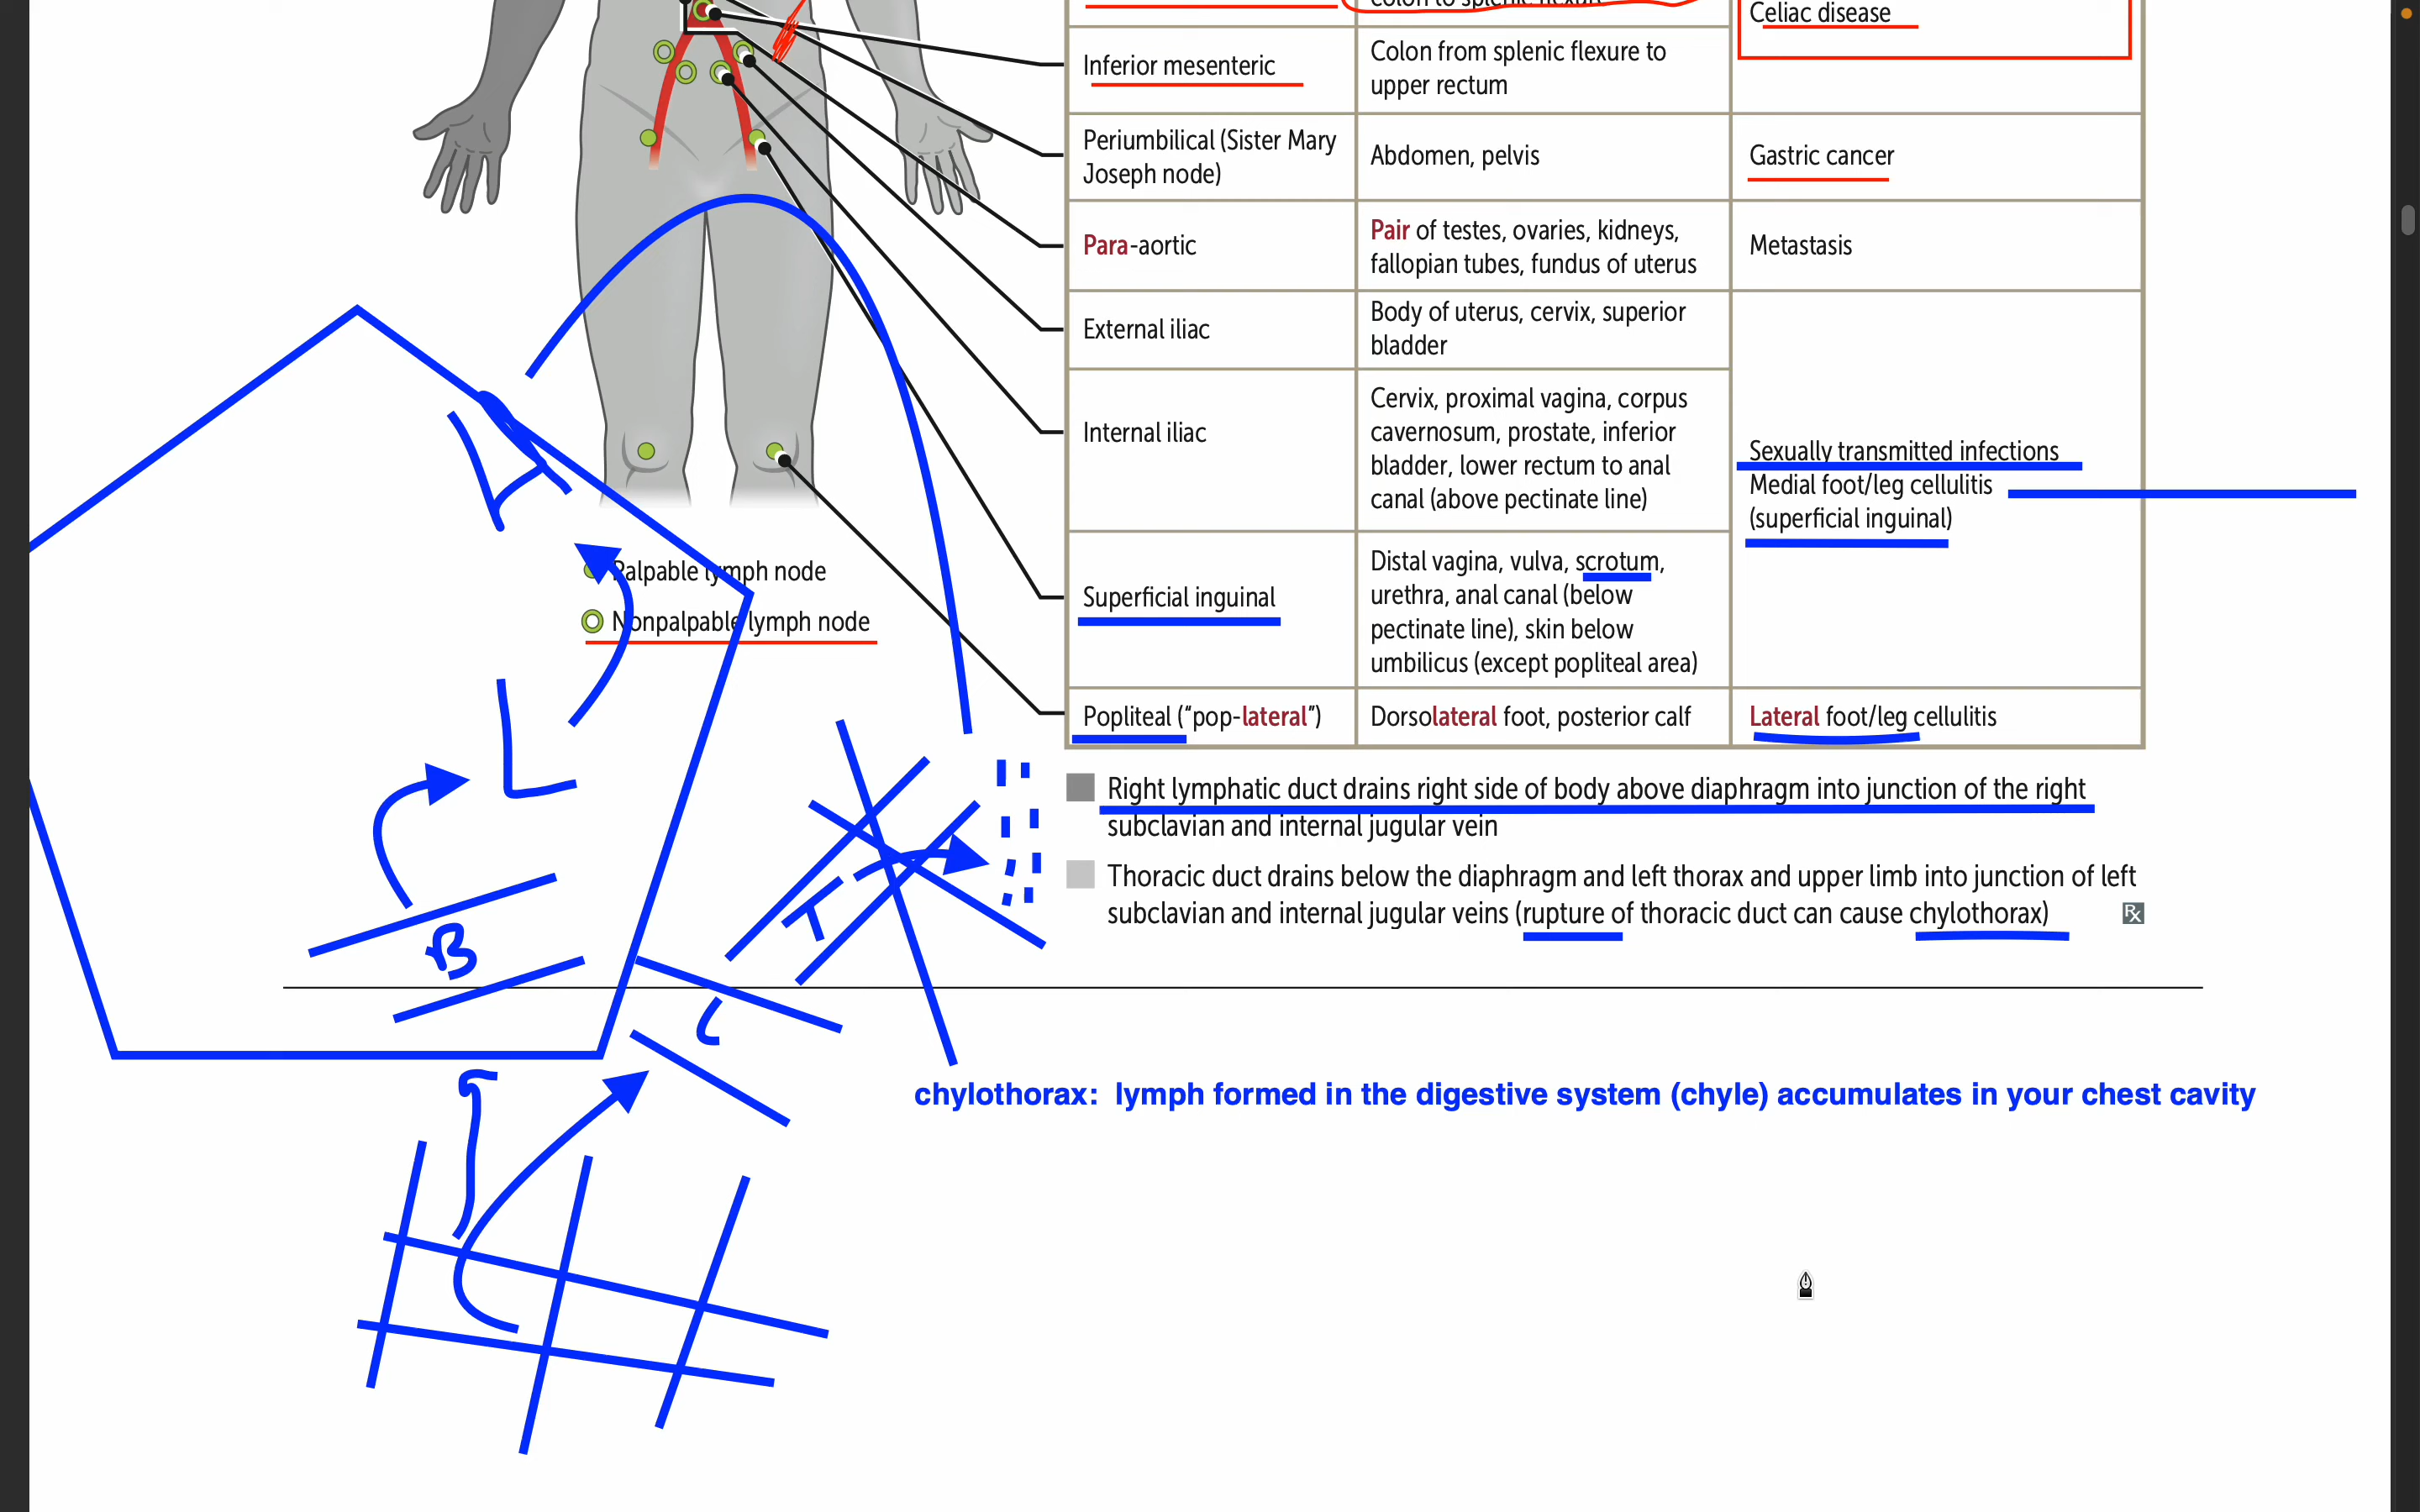 Celiac disease
Inferior mesenteric
Colon from splenic flexure to
upper rectum
Periumbilical (Sister Mary
Joseph node)
Abdomen, pelvis
Gastric cancer
Para-aortic
Pair of testes, ovaries, kidneys,
fallopian tubes, fundus of uterus
Metastasis
External iliac
Body of uterus, cervix, superior
bladder
Internal iliac
Cervix, proximal vagina, corpus
cavernosum, prostate, inferior
bladder, lower rectum to anal
canal (above pectinate line)
Sexually transmitted infections
Medial foot/leg cellulitis
(superficial inguinal)
Superficial inguinal
Distal vagina, vulva, scrotum,
urethra, anal canal (below
pectinate line), skin below
umbilicus (except popliteal area)
Popliteal ("pop-lateral")
Dorsolateral foot, posterior calf
Lateral foot/leg cellulitis
Palpable lymph node
Nonpalpable lymph node
Right lymphatic duct drains right side of body above diaphragm into junction of the right
subclavian and internal jugular vein
Thoracic duct drains below the diaphragm and left thorax and upper limb into junction of left
subclavian and internal jugular veins (rupture of thoracic duct can cause chylothorax)
Rx
L
B
T
C
chylothorax: lymph formed in the digestive system (chyle) accumulates in your chest cavity